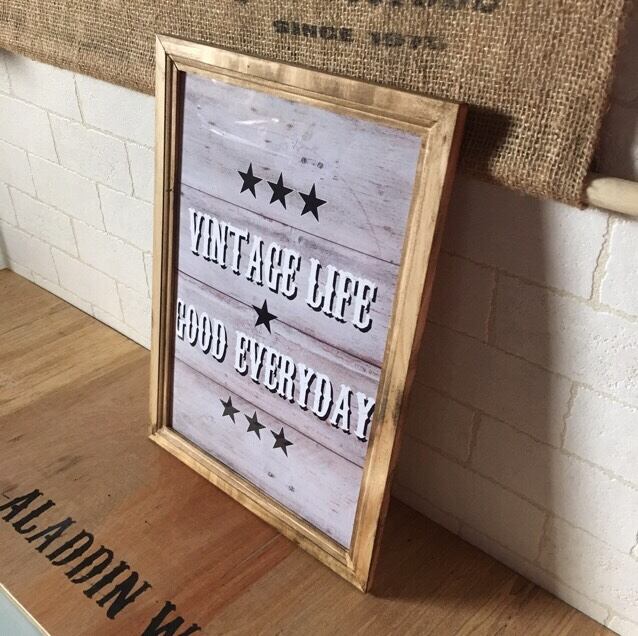 SINCE 1975
VINTAGE LIFE
GOOD EVERYDAY
ALADDIN